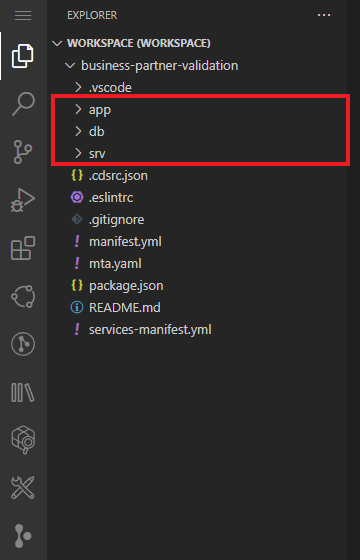 EXPLORER
WORKSPACE (WORKSPACE)
business-partner-validation
.vscode
app
db
srv
.cdsrc.json
.eslintrc
.gitignore
manifest.yml
mta.yaml
package.json
README.md
services-manifest.yml